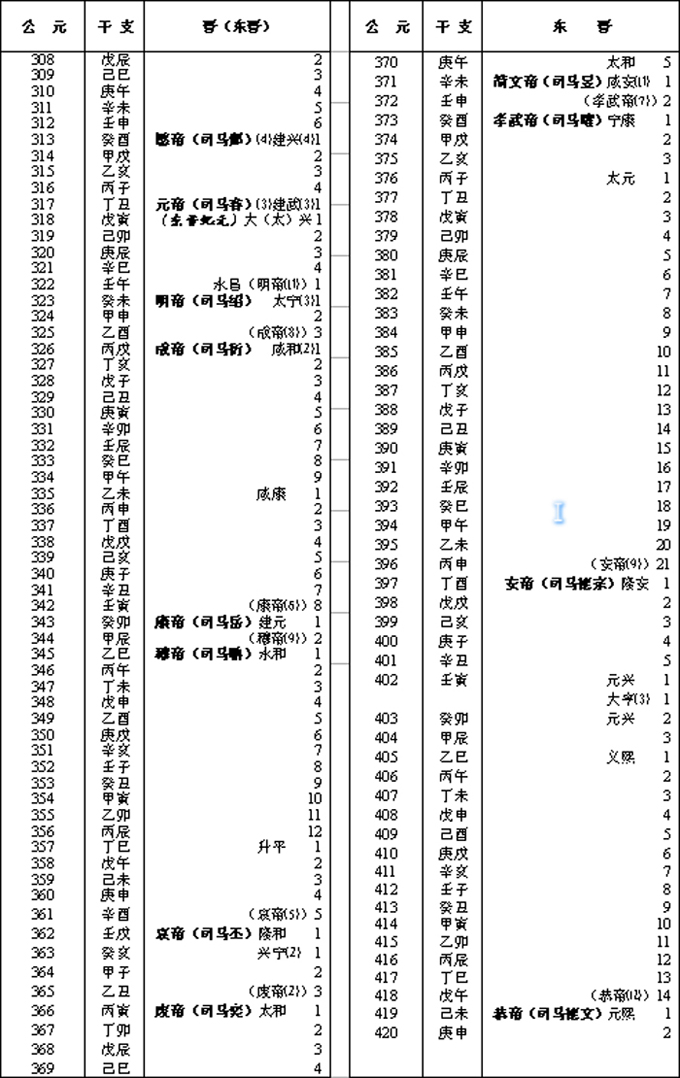 公 元 干 支 晋（东晋）
308 戊辰 2
309 己巳 3
310 庚午 4
311 辛未 5
312 壬申 6
313 癸酉 愍帝（司马邺）(4)建兴(4)1
314 甲戌 2
315 乙亥 3
316 丙子 4
317 丁丑 元帝（司马睿）(3)建武(3)1
318 戊寅 （东晋纪元）大（太）兴1
319 己卯 2
320 庚辰 3
321 辛巳 4
322 壬午 永昌（明帝(11)）1
323 癸未 明帝（司马绍） 太宁(3)1
324 甲申 2
325 乙酉 （成帝(8)）3
326 丙戌 成帝（司马衍） 咸和(2)1
327 丁亥 2
328 戊子 3
329 己丑 4
330 庚寅 5
331 辛卯 6
332 壬辰 7
333 癸巳 8
334 甲午 9
335 乙未 咸康 1
336 丙申 2
337 丁酉 3
338 戊戌 4
339 己亥 5
340 庚子 6
341 辛丑 7
342 壬寅 （康帝(6)）8
343 癸卯 康帝（司马岳）建元 1
344 甲辰 （穆帝(9)）2
345 乙巳 穆帝（司马聃）永和 1
346 丙午 2
347 丁未 3
348 戊申 4
349 乙酉 5
350 庚戌 6
351 辛亥 7
352 壬子 8
353 癸丑 9
354 甲寅 10
355 乙卯 11
356 丙辰 12
357 丁巳 升平 1
358 戊午 2
359 己未 3
360 庚申 4
361 辛酉 （哀帝(5)）5
362 壬戌 哀帝（司马丕）隆和 1
363 癸亥 兴宁(2) 1
364 甲子 2
365 乙丑 （废帝(2)）3
366 丙寅 废帝（司马奕）太和 1
367 丁卯 2
368 戊辰 3
369 己巳 4
公 元 干 支 东 晋
370 庚午 太和 5
371 辛未 简文帝（司马昱）咸安(11) 1
372 壬申 （孝武帝(7)）2
373 癸酉 孝武帝（司马曜）宁康 1
374 甲戌 2
375 乙亥 3
376 丙子 太元 1
377 丁丑 2
378 戊寅 3
379 己卯 4
380 庚辰 5
381 辛巳 6
382 壬午 7
383 癸未 8
384 甲申 9
385 乙酉 10
386 丙戌 11
387 丁亥 12
388 戊子 13
389 己丑 14
390 庚寅 15
391 辛卯 16
392 壬辰 17
393 癸巳 18
394 甲午 19
395 乙未 20
396 丙申 （安帝(9)）21
397 丁酉 安帝（司马德宗）隆安 1
398 戊戌 2
399 己亥 3
400 庚子 4
401 辛丑 5
402 壬寅 元兴 1
大亨(3) 1
403 癸卯 元兴 2
404 甲辰 3
405 乙巳 义熙 1
406 丙午 2
407 丁未 3
408 戊申 4
409 己酉 5
410 庚戌 6
411 辛亥 7
412 壬子 8
413 癸丑 9
414 甲寅 10
415 乙卯 11
416 丙辰 12
417 丁巳 13
418 戊午 （恭帝(12)）14
419 己未 恭帝（司马德文）元熙 1
420 庚申 2